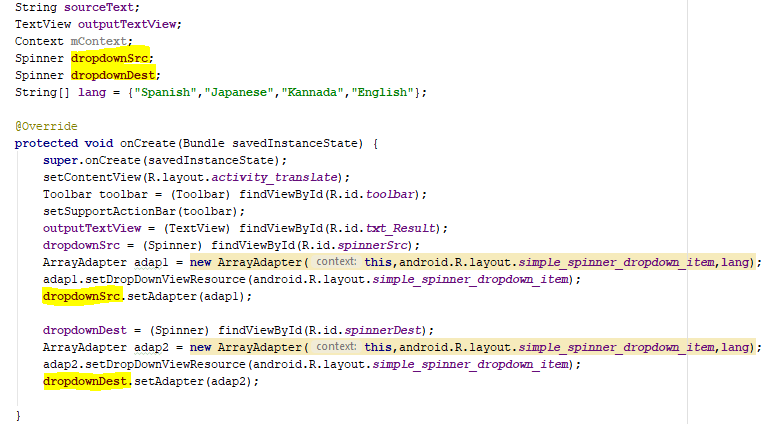 String sourceText;
TextView outputTextView;
Context mContext;
Spinner dropdownSrc;
Spinner dropdownDest;
String[] lang = {"Spanish","Japanese","Kannada","English"};
@Override
protected void onCreate(Bundle savedInstanceState) {
super.onCreate(savedInstanceState);
setContentView(R.layout.activity_translate);
Toolbar toolbar = (Toolbar) findViewById(R.id.toolbar);
setSupportActionBar(toolbar);
outputTextView = (TextView) findViewById(R.id.txt_Result);
dropdownSrc = (Spinner) findViewById(R.id.spinnerSrc);
ArrayAdapter adap1 = new ArrayAdapter( context: this,android.R.layout.simple_spinner_dropdown_item,lang);
adap1.setDropDownViewResource(android.R.layout.simple_spinner_dropdown_item);
dropdownSrc.setAdapter(adap1);
dropdownDest = (Spinner) findViewById(R.id.spinnerDest);
ArrayAdapter adap2 = new ArrayAdapter( context: this,android.R.layout.simple_spinner_dropdown_item,lang);
adap2.setDropDownViewResource(android.R.layout.simple_spinner_dropdown_item);
dropdownDest.setAdapter(adap2);
}